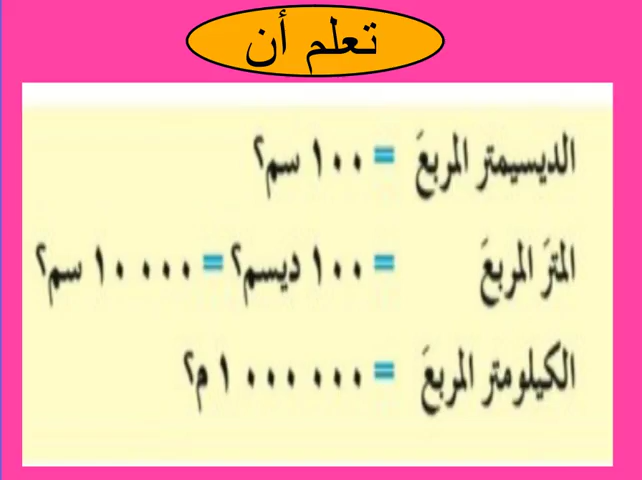 تعلم أن
الديسيمتر المربعَ = ١٠٠ سم٢
المترَ المربعَ = ١٠٠ ديسم٢ = ١٠ ٠٠٠ سم٢
الكيلومتر المربعَ = ١ ٠٠٠ ٠٠٠ م٢